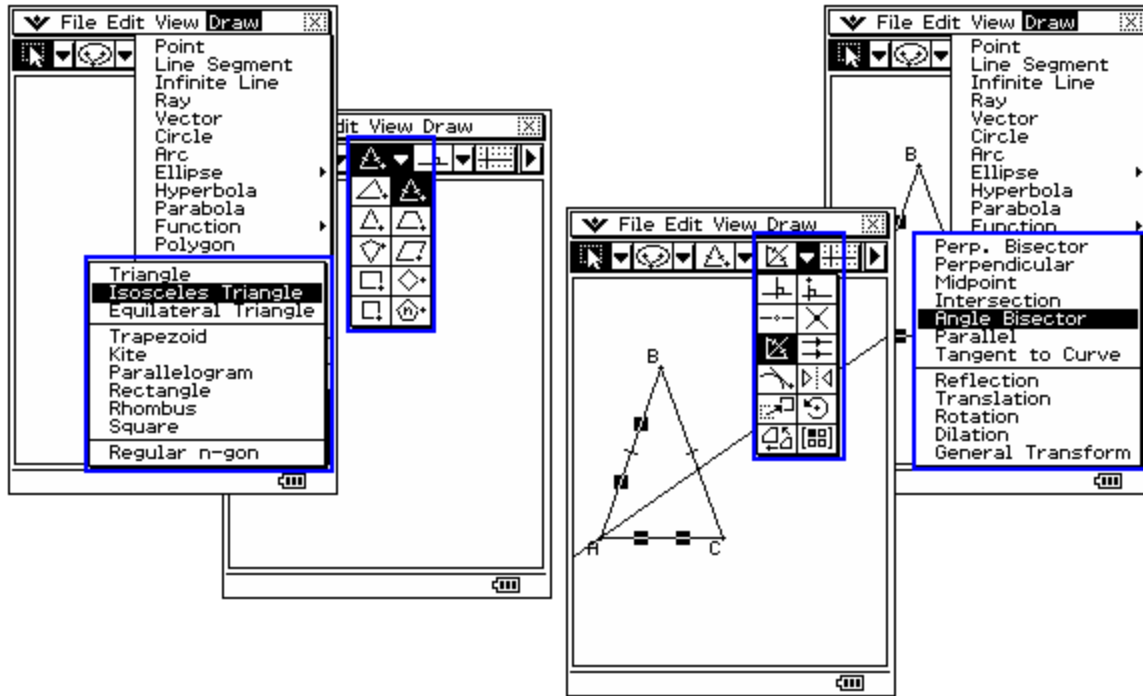 File Edit View Draw
Point
Line Segment
Infinite Line
Ray
Vector
Circle
Arc
Ellipse
Hyperbola
Parabola
Function
Polygon
Triangle
Isosceles Triangle
Equilateral Triangle
Trapezoid
Kite
Parallelogram
Rectangle
Rhombus
Square
Regular n-gon
dit View Draw
n
File Edit View Draw
B
A
C
File Edit View Draw
Point
Line Segment
Infinite Line
Ray
Vector
Circle
Arc
Ellipse
Hyperbola
Parabola
Function
B
Perp. Bisector
Perpendicular
Midpoint
Intersection
Angle Bisector
Parallel
Tangent to Curve
Reflection
Translation
Rotation
Dilation
General Transform